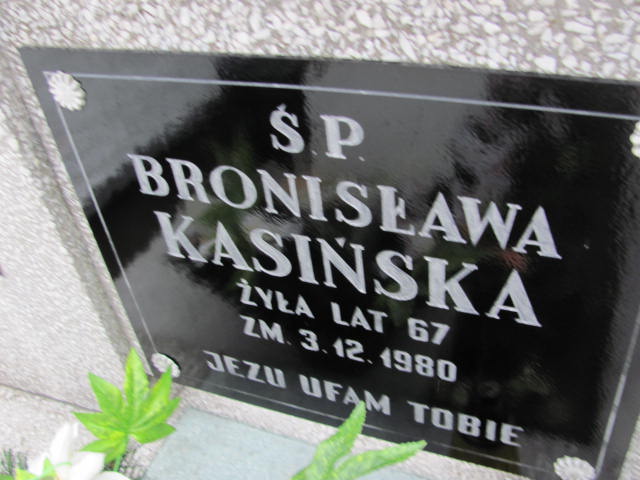 Ś.P.
BRONISŁAWA
KASIŃSKA
ŻYŁA LAT 67
ZM. 3.12.1980
JEZU UFAM TOBIE